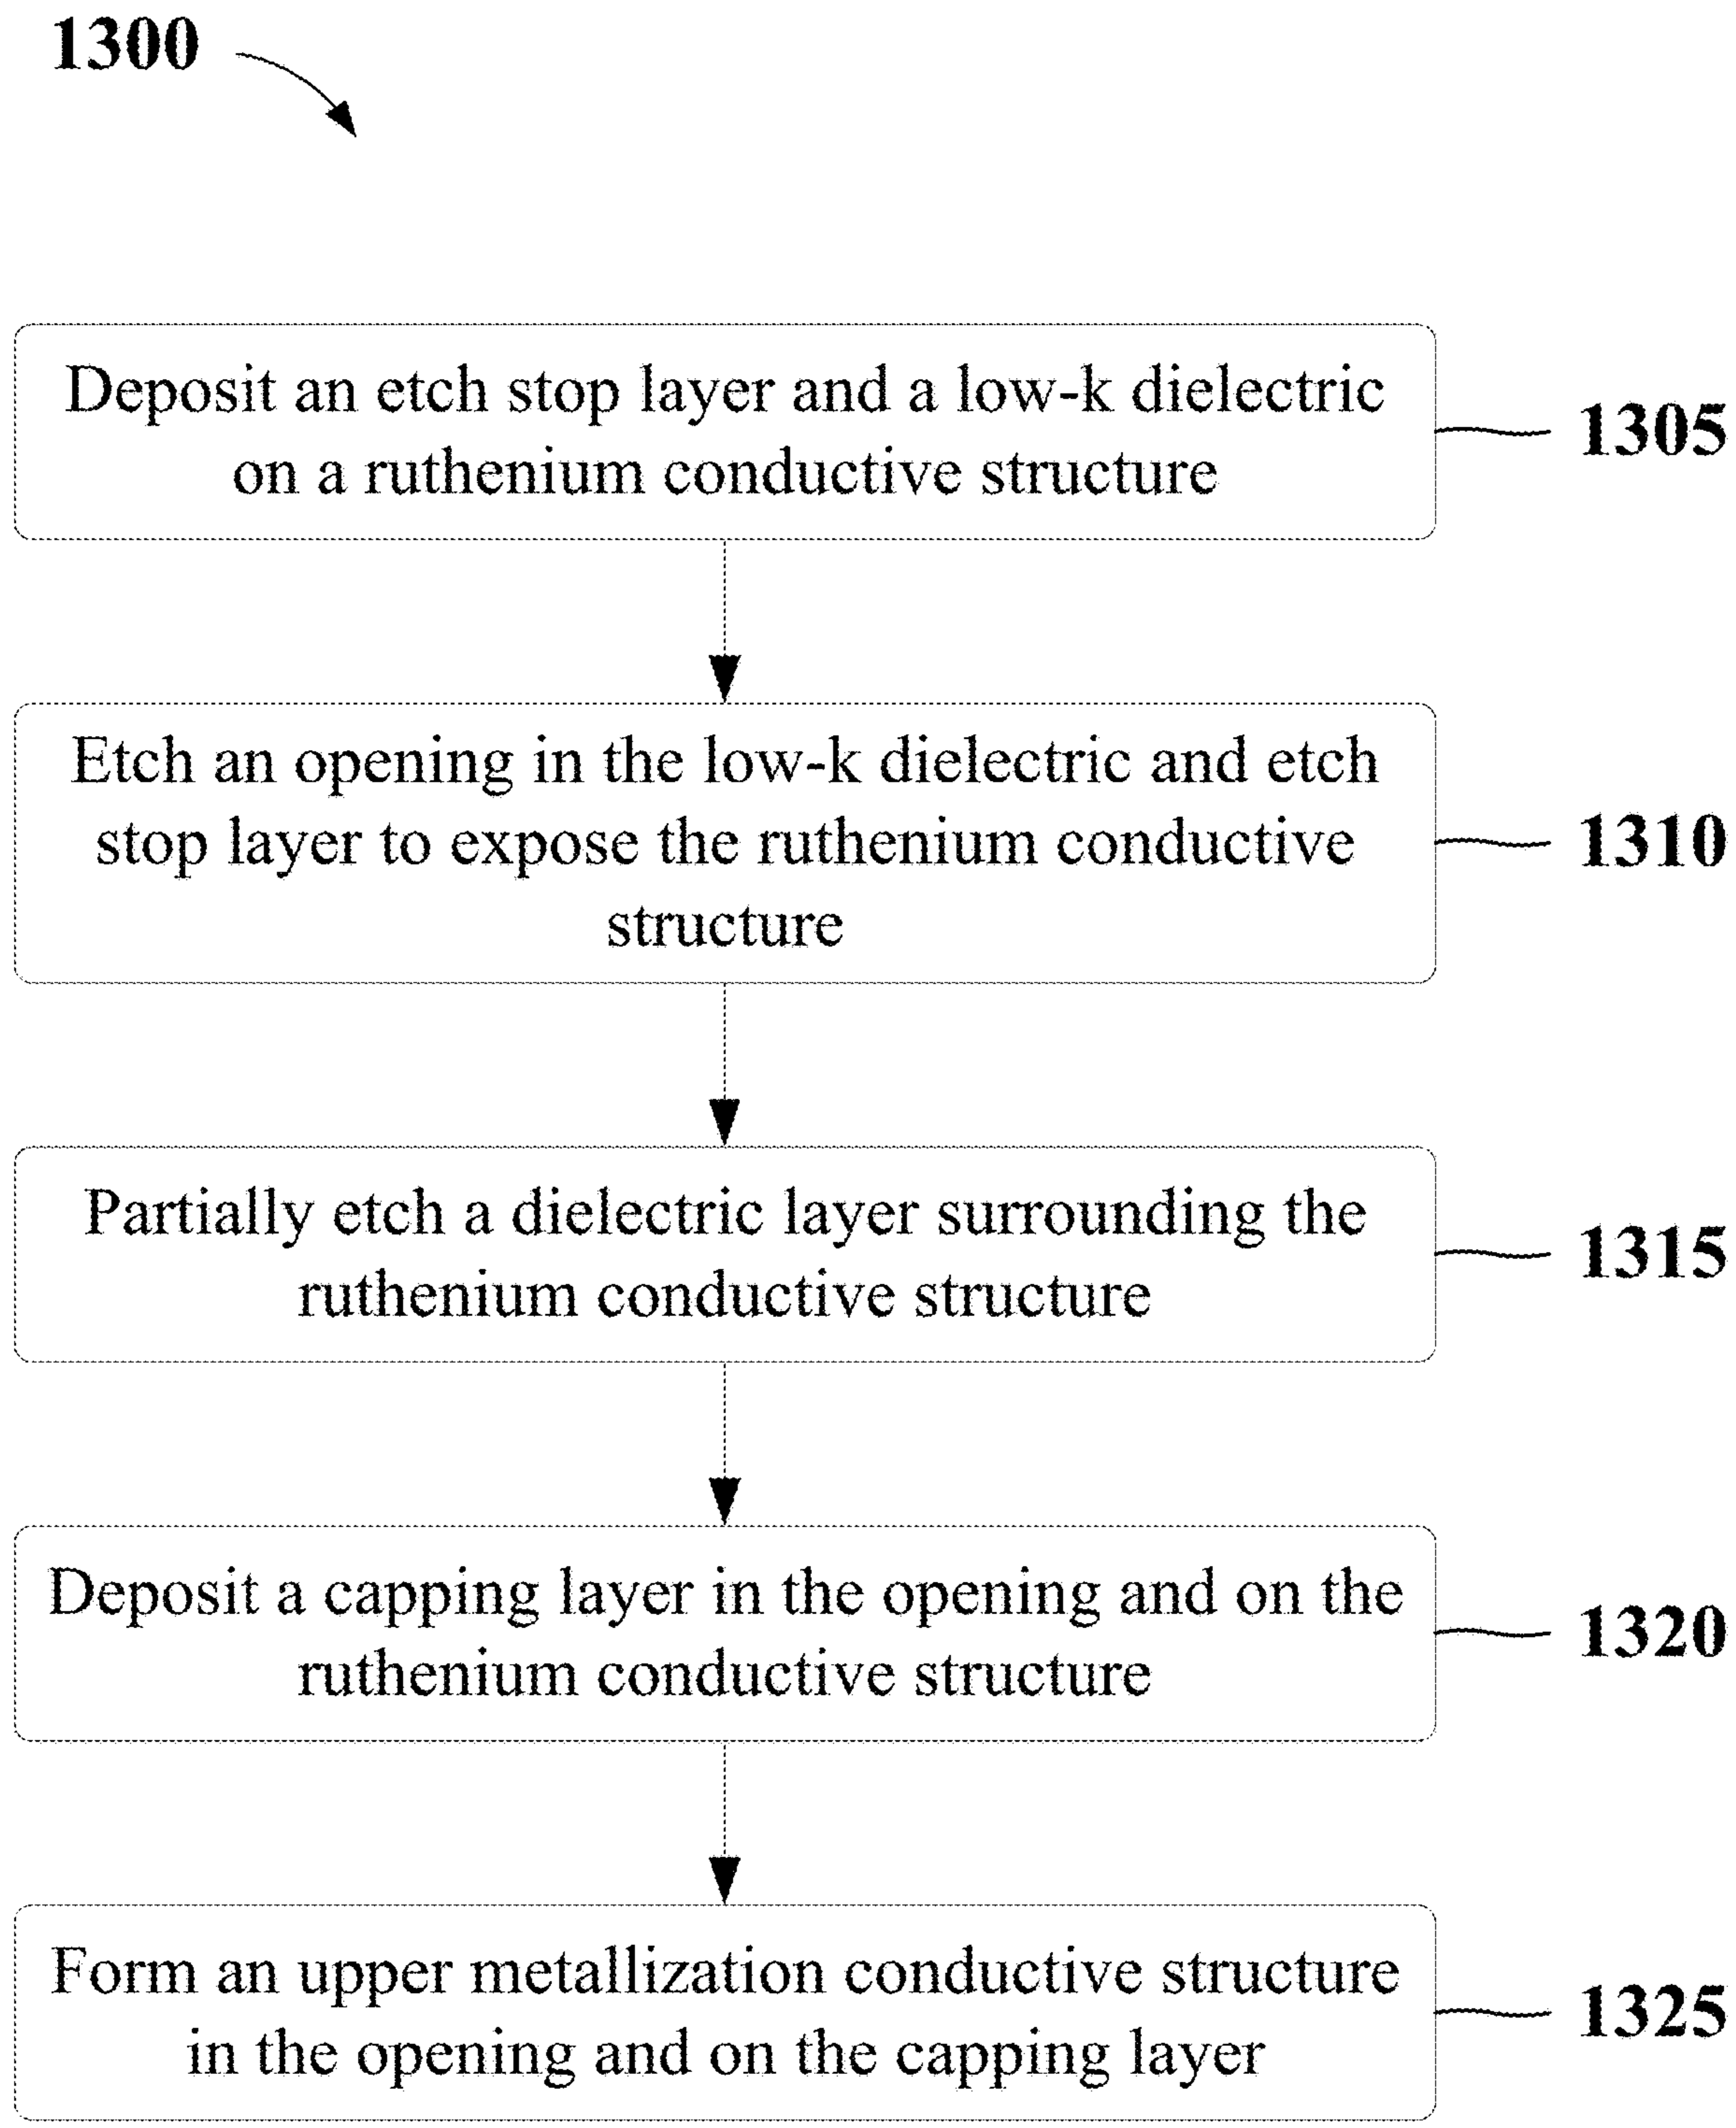 1300
Deposit an etch stop layer and a low-k dielectric
on a ruthenium conductive structure
1305
Etch an opening in the low-k dielectric and etch
stop layer to expose the ruthenium conductive
structure
1310
Partially etch a dielectric layer surrounding the
ruthenium conductive structure
1315
Deposit a capping layer in the opening and on the
ruthenium conductive structure
1320
Form an upper metallization conductive structure
in the opening and on the capping layer
1325